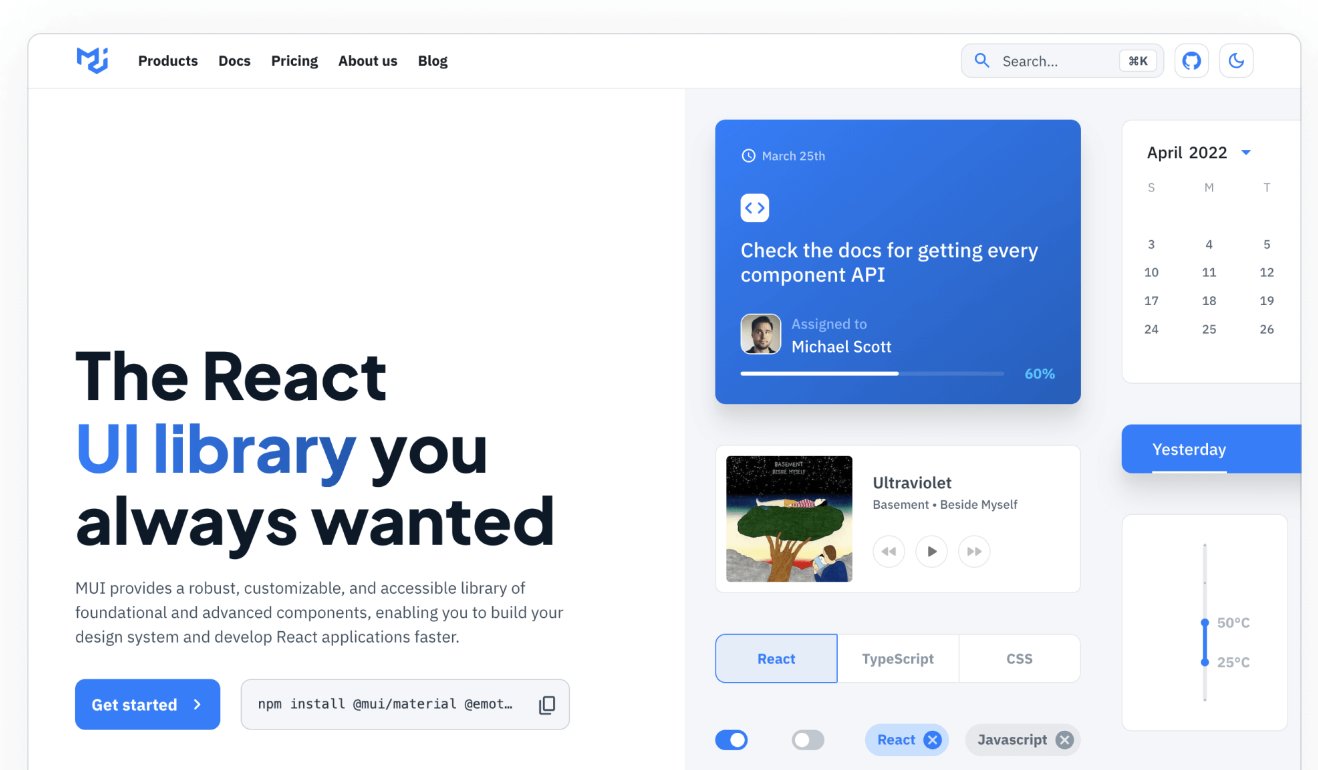 Products Docs Pricing About us Blog
Search... ⌘K
The React
UI library you
always wanted
MUI provides a robust, customizable, and accessible library of
foundational and advanced components, enabling you to build your
design system and develop React applications faster.
Get started
npm install @mui/material @emot…
March 25th
Check the docs for getting every
component API
Assigned to
Michael Scott
60%
BASEMENT
BESIDE MYSELF
Ultraviolet
Basement • Beside Myself
React TypeScript CSS
React Javascript
April 2022
S M T
3 4 5
10 11 12
17 18 19
24 25 26
Yesterday
50°C
25°C